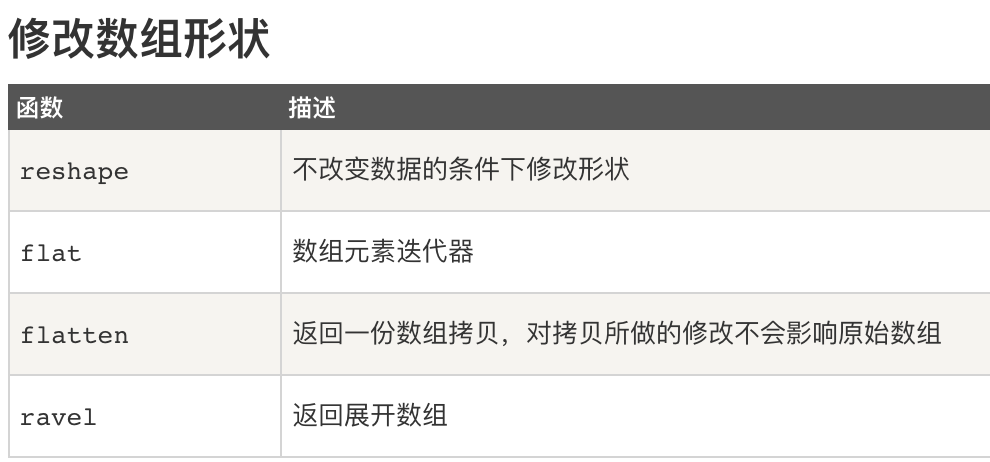 修改数组形状
函数 描述
reshape 不改变数据的条件下修改形状
flat 数组元素迭代器
flatten 返回一份数组拷贝，对拷贝所做的修改不会影响原始数组
ravel 返回展开数组